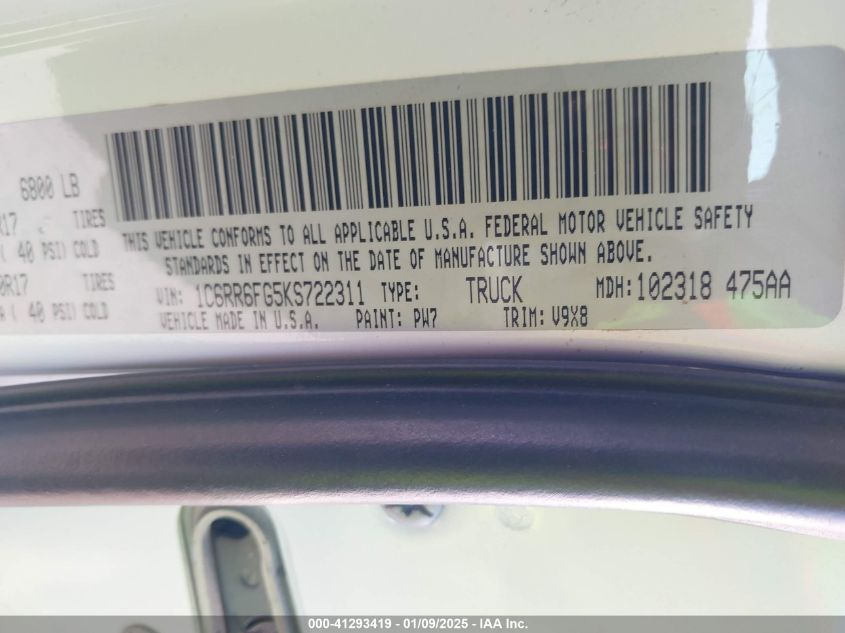 6800 LB
R17 TIRES
( 40 PSI) COLD
0R17 TIRES
( 40 PSI) COLD
THIS VEHICLE CONFORMS TO ALL APPLICABLE U.S.A. FEDERAL MOTOR VEHICLE SAFETY
STANDARDS IN EFFECT ON THE DATE OF MANUFACTURE SHOWN ABOVE.
VIN: 1C6RR6FG5KS722311 TYPE: TRUCK MDH:102318 475AA
VEHICLE MADE IN U.S.A. PAINT: PW7 TRIM: V9X8
000-41293419 - 01/09/2025 - IAA Inc.